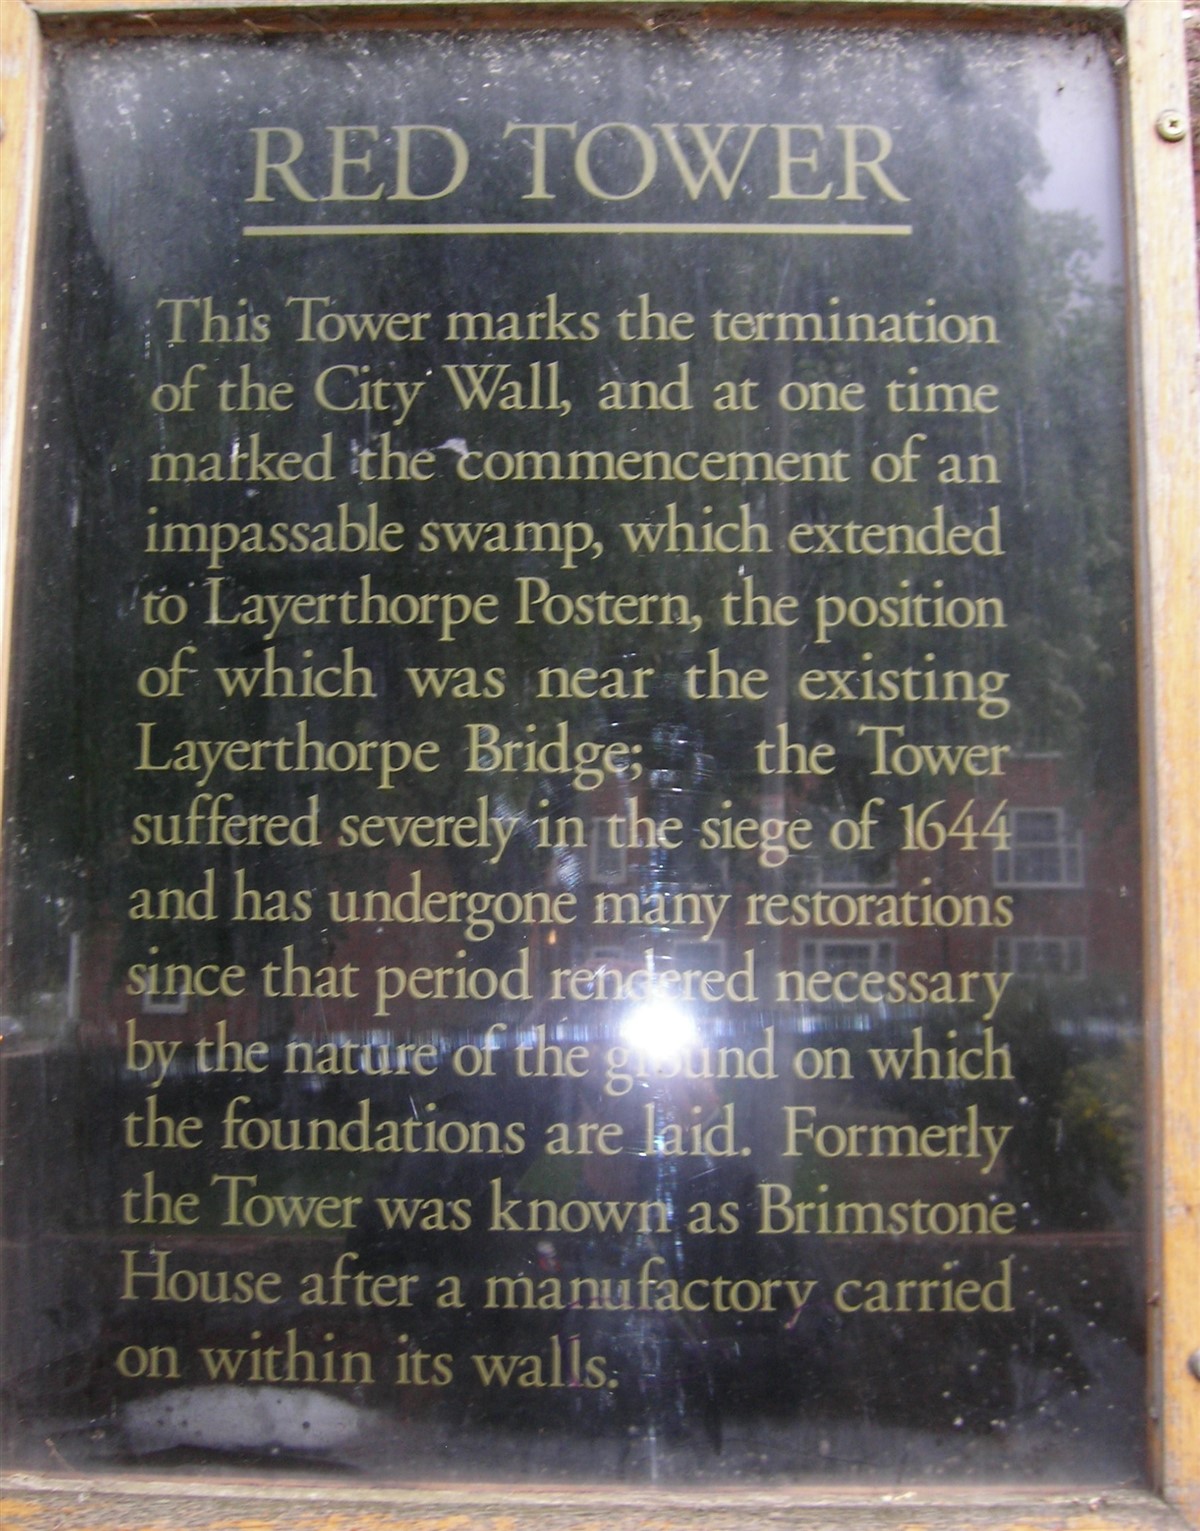 RED TOWER
This Tower marks the termination
of the City Wall, and at one time
marked the commencement of an
impassable swamp, which extended
to Layerthorpe Postern, the position
of which was near the existing
Layerthorpe Bridge; the Tower
suffered severely in the siege of 1644
and has undergone many restorations
since that period rendered necessary
by the nature of the ground on which
the foundations are laid. Formerly
the Tower was known as Brimstone
House after a manufactory carried
on within its walls.